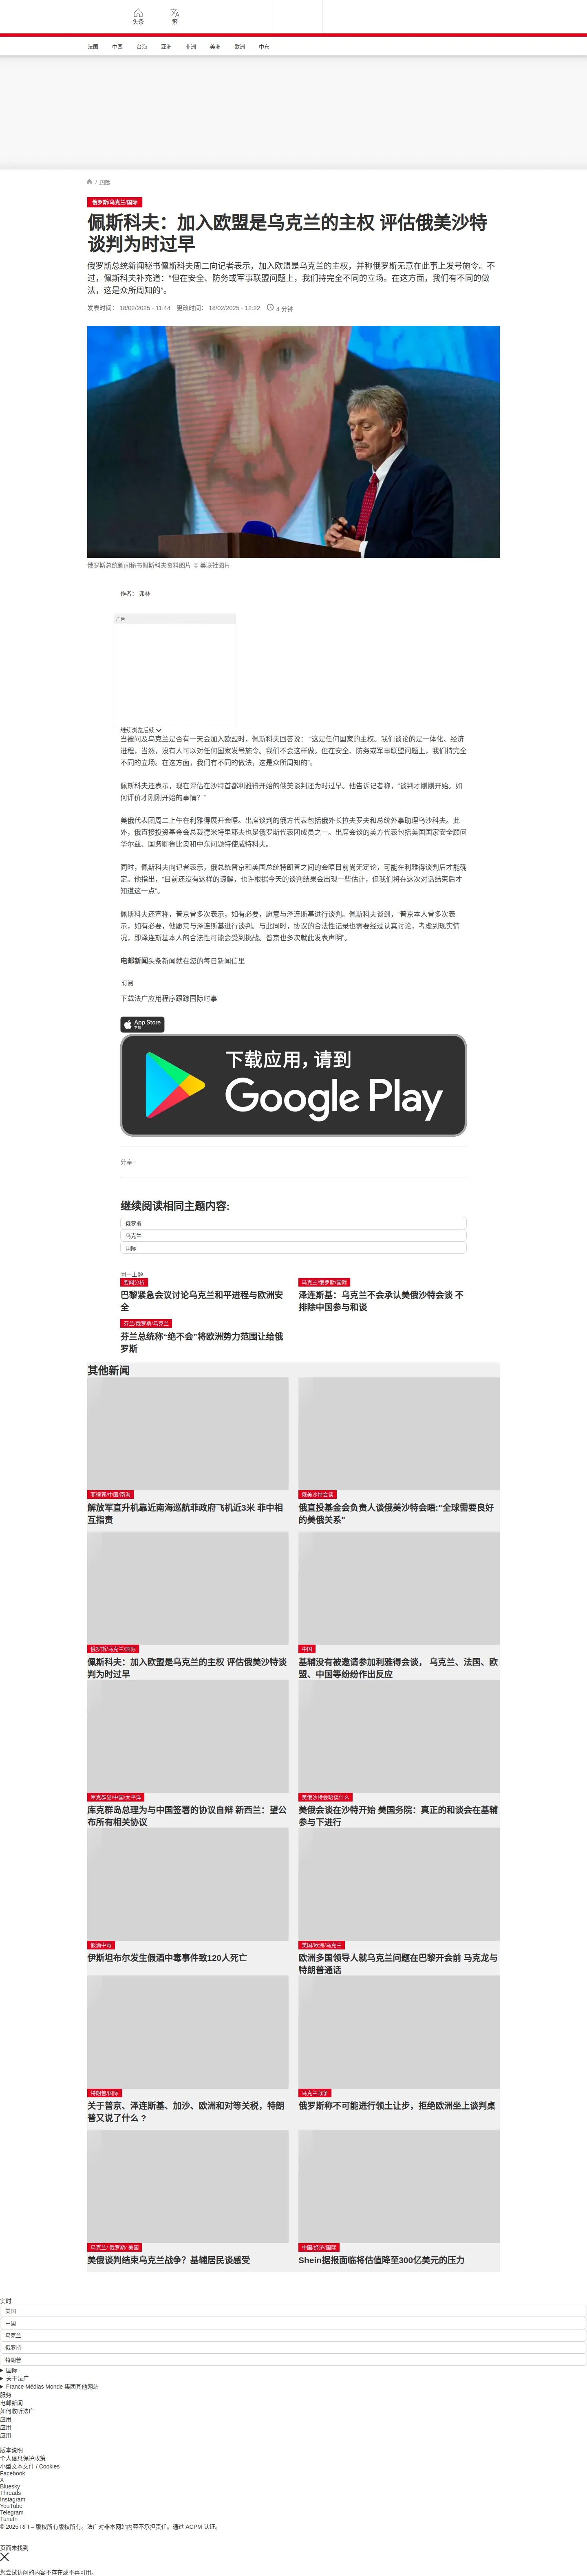 头条
繁
法国 中国 台海 亚洲 非洲 美洲 欧洲 中东
/ 国际
俄罗斯/乌克兰/国际
佩斯科夫：加入欧盟是乌克兰的主权 评估俄美沙特
谈判为时过早
俄罗斯总统新闻秘书佩斯科夫周二向记者表示，加入欧盟是乌克兰的主权，并称俄罗斯无意在此事上发号施令。不
过，佩斯科夫补充道：“但在安全、防务或军事联盟问题上，我们持完全不同的立场。在这方面，我们有不同的做
法，这是众所周知的”。
发表时间： 18/02/2025 - 11:44 更改时间： 18/02/2025 - 12:22 4 分钟
俄罗斯总统新闻秘书佩斯科夫资料图片 © 美联社图片
作者： 弗林
广告
继续浏览后续
当被问及乌克兰是否有一天会加入欧盟时，佩斯科夫回答说： “这是任何国家的主权。我们谈论的是一体化、经济
进程，当然，没有人可以对任何国家发号施令。我们不会这样做。但在安全、防务或军事联盟问题上，我们持完全
不同的立场。在这方面，我们有不同的做法，这是众所周知的”。
佩斯科夫还表示，现在评估在沙特首都利雅得开始的俄美谈判还为时过早。他告诉记者称，“谈判才刚刚开始。如
何评价才刚刚开始的事情？”
美俄代表团周二上午在利雅得展开会晤。出席谈判的俄方代表包括俄外长拉夫罗夫和总统外事助理乌沙科夫。此
外，俄直接投资基金会总裁德米特里耶夫也是俄罗斯代表团成员之一。出席会谈的美方代表包括美国国家安全顾问
华尔兹、国务卿鲁比奥和中东问题特使威特科夫。
同时，佩斯科夫向记者表示，俄总统普京和美国总统特朗普之间的会晤目前尚无定论，可能在利雅得谈判后才能确
定。他指出，“目前还没有这样的谅解，也许根据今天的谈判结果会出现一些估计，但我们将在这次对话结束后才
知道这一点”。
佩斯科夫还宣称，普京曾多次表示，如有必要，愿意与泽连斯基进行谈判。佩斯科夫谈到，“普京本人曾多次表
示，如有必要，他愿意与泽连斯基进行谈判。与此同时，协议的合法性记录也需要经过认真讨论，考虑到现实情
况，即泽连斯基本人的合法性可能会受到挑战。普京也多次就此发表声明”。
电邮新闻头条新闻就在您的每日新闻信里
订阅
下载法广应用程序跟踪国际时事
App Store
下载
下载应用，请到
Google Play
分享 :
继续阅读相同主题内容:
俄罗斯
乌克兰
国际
同一主题
要闻分析
巴黎紧急会议讨论乌克兰和平进程与欧洲安
全
乌克兰/俄罗斯/国际
泽连斯基：乌克兰不会承认美俄沙特会谈 不
排除中国参与和谈
芬兰/俄罗斯/乌克兰
芬兰总统称“绝不会”将欧洲势力范围让给俄
罗斯
其他新闻
菲律宾/中国/南海
解放军直升机靠近南海巡航菲政府飞机近3米 菲中相
互指责
俄美沙特会谈
俄直投基金会负责人谈俄美沙特会晤:"全球需要良好
的美俄关系"
俄罗斯/乌克兰/国际
佩斯科夫：加入欧盟是乌克兰的主权 评估俄美沙特谈
判为时过早
中国
基辅没有被邀请参加利雅得会谈， 乌克兰、法国、欧
盟、中国等纷纷作出反应
库克群岛/中国/太平洋
库克群岛总理为与中国签署的协议自辩 新西兰：望公
布所有相关协议
美俄沙特会晤谈什么
美俄会谈在沙特开始 美国务院：真正的和谈会在基辅
参与下进行
假酒中毒
伊斯坦布尔发生假酒中毒事件致120人死亡
美国/欧洲/乌克兰
欧洲多国领导人就乌克兰问题在巴黎开会前 马克龙与
特朗普通话
特朗普/国际
关于普京、泽连斯基、加沙、欧洲和对等关税，特朗
普又说了什么 ?
乌克兰战争
俄罗斯称不可能进行领土让步，拒绝欧洲坐上谈判桌
乌克兰/ 俄罗斯/ 美国
美俄谈判结束乌克兰战争？基辅居民谈感受
中国/经济/国际
Shein据报面临将估值降至300亿美元的压力
实时
美国
中国
乌克兰
俄罗斯
特朗普
国际
关于法广
France Médias Monde 集团其他网站
服务
电邮新闻
如何收听法广
应用
应用
应用
版本说明
个人信息保护政策
小型文本文件 / Cookies
Facebook
X
Bluesky
Threads
Instagram
YouTube
Telegram
TuneIn
© 2025 RFI – 版权所有版权所有。法广对非本网站内容不承担责任。通过 ACPM 认证。
页面未找到
您尝试访问的内容不存在或不再可用。